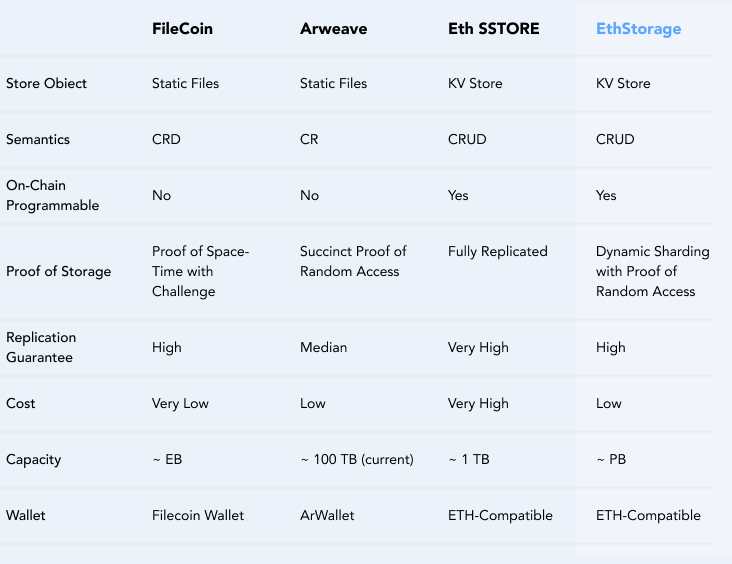 FileCoin Arweave Eth SSTORE EthStorage
Store Obiect Static Files Static Files KV Store KV Store
Semantics CRD CR CRUD CRUD
On-Chain
Programmable No No Yes Yes
Proof of Storage
Proof of Space-
Time with
Challenge
Succinct Proof of
Random Access
Fully Replicated
Dynamic Sharding
with Proof of
Random Access
Replication
Guarantee High Median Very High High
Cost Very Low Low Very High Low
Capacity ~ EB ~ 100 TB (current) ~ 1 TB ~ PB
Wallet Filecoin Wallet ArWallet ETH-Compatible ETH-Compatible